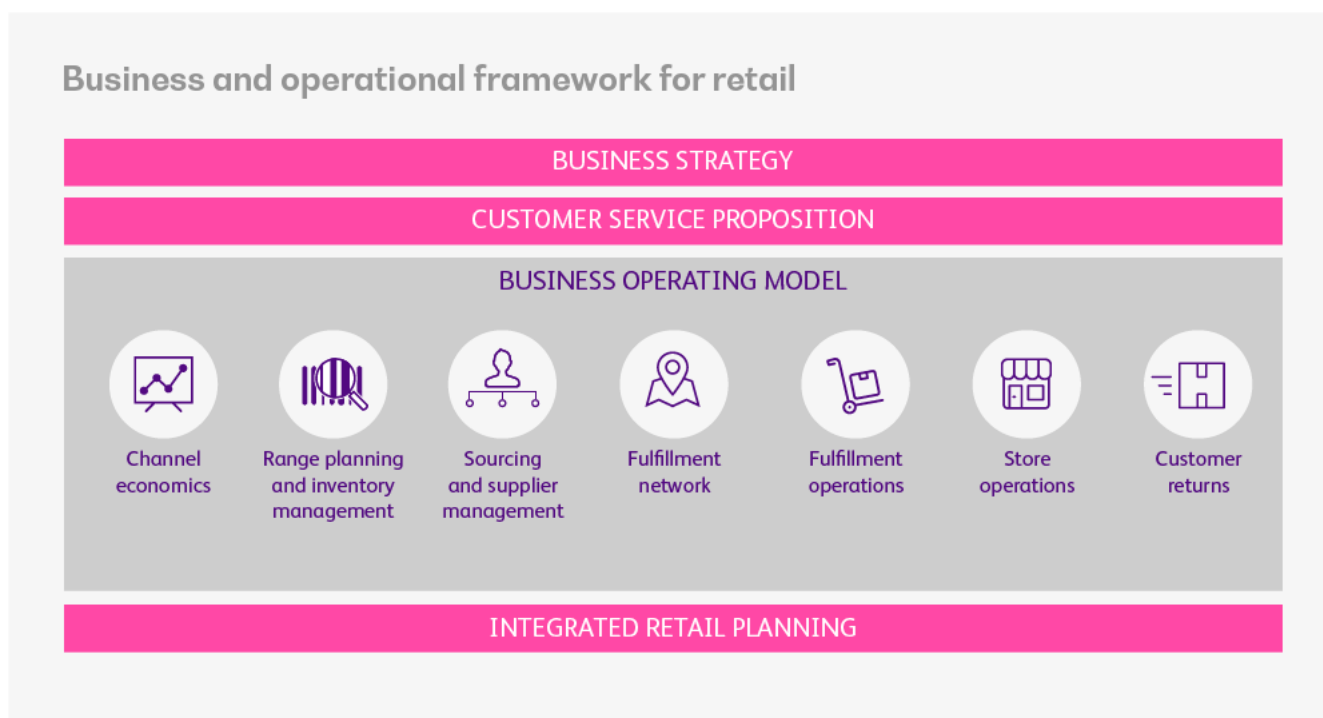 Business and operational framework for retail
BUSINESS STRATEGY
CUSTOMER SERVICE PROPOSITION
BUSINESS OPERATING MODEL
Channel
economics
Range planning
and inventory
management
Sourcing
and supplier
management
Fulfillment
network
Fulfillment
operations
Store
operations
Customer
returns
INTEGRATED RETAIL PLANNING